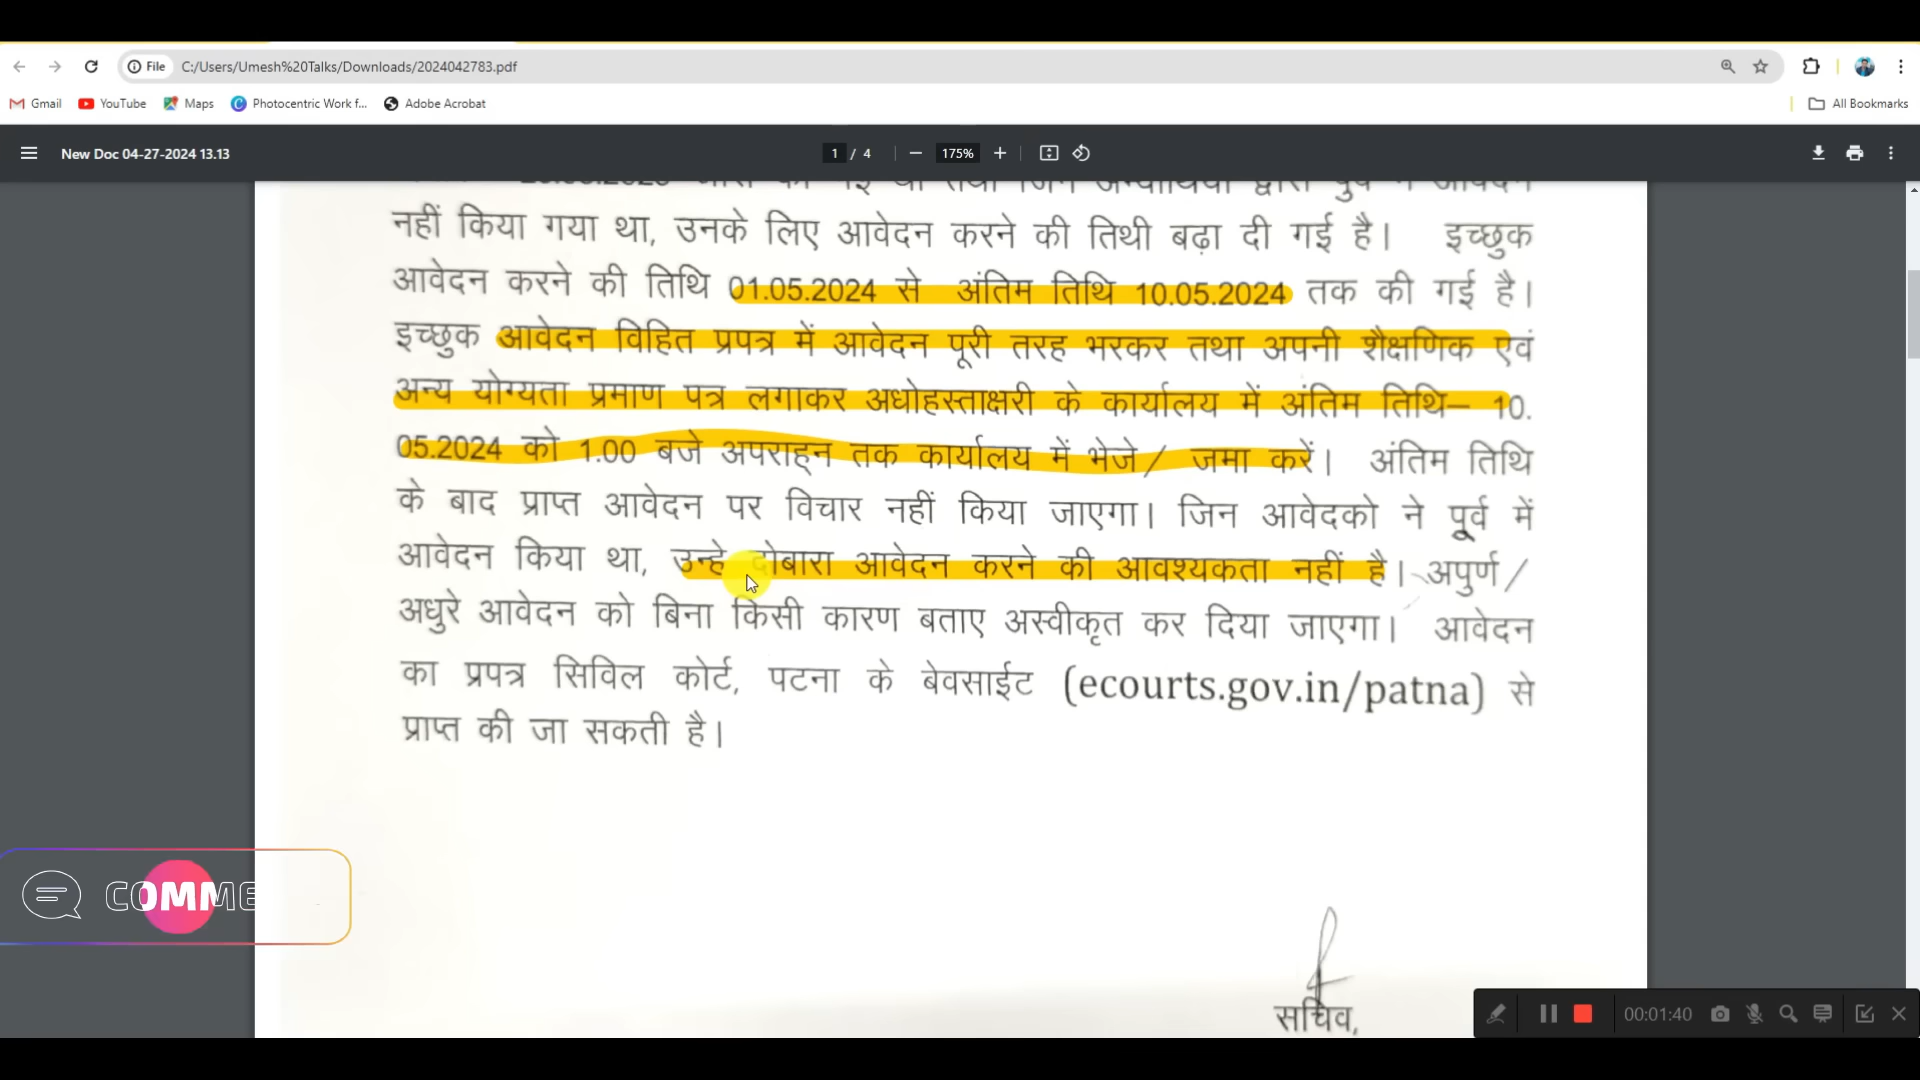 File C:/Users/Umesh%20Talks/Downloads/2024042783.pdf
Gmail YouTube Maps Photocentric Work f... Adobe Acrobat All Bookmarks
New Doc 04-27-2024 13.13 1 / 4 175%
नहीं किया गया था, उनके लिए आवेदन करने की तिथी बढ़ा दी गई है। इच्छुक
आवेदन करने की तिथि 01.05.2024 से अंतिम तिथि 10.05.2024 तक की गई है।
इच्छुक आवेदन विहित प्रपत्र में आवेदन पूरी तरह भरकर तथा अपनी शैक्षणिक एवं
अन्य योग्यता प्रमाण पत्र लगाकर अधोहस्ताक्षरी के कार्यालय में अंतिम तिथि– 10.
05.2024 को 1.00 बजे अपराह्न तक कार्यालय में भेजे/ जमा करें। अंतिम तिथि
के बाद प्राप्त आवेदन पर विचार नहीं किया जाएगा। जिन आवेदको ने पूर्व में
आवेदन किया था, उन्हे दोबारा आवेदन करने की आवश्यकता नहीं है। अपुर्ण/
अधुरे आवेदन को बिना किसी कारण बताए अस्वीकृत कर दिया जाएगा। आवेदन
का प्रपत्र सिविल कोर्ट, पटना के बेवसाईट (ecourts.gov.in/patna) से
प्राप्त की जा सकती है।
COMME
सचिव,
00:01:40